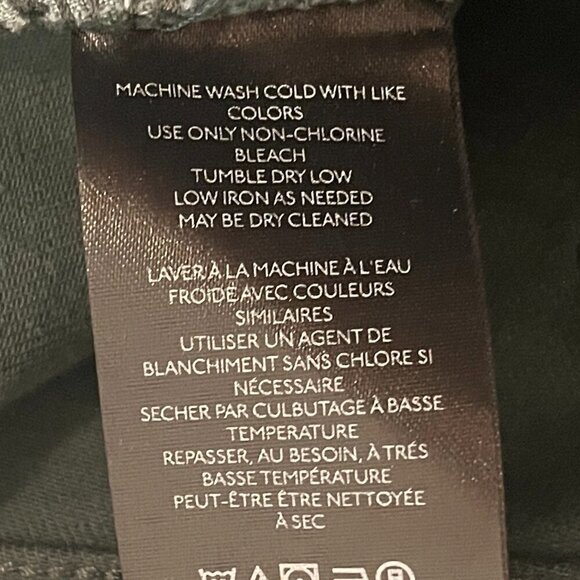 MACHINE WASH COLD WITH LIKE
COLORS
USE ONLY NON-CHLORINE
BLEACH
TUMBLE DRY LOW
LOW IRON AS NEEDED
MAY BE DRY CLEANED
LAVER À LA MACHINE À L'EAU
FROIDE AVEC COULEURS
SIMILAIRES
UTILISER UN AGENT DE
BLANCHIMENT SANS CHLORE SI
NÉCESSAIRE
SECHER PAR CULBUTAGE À BASSE
TEMPERATURE
REPASSER, AU BESOIN, À TRÉS
BASSE TEMPÉRATURE
PEUT-ÊTRE ÊTRE NETTOYÉE
À SEC